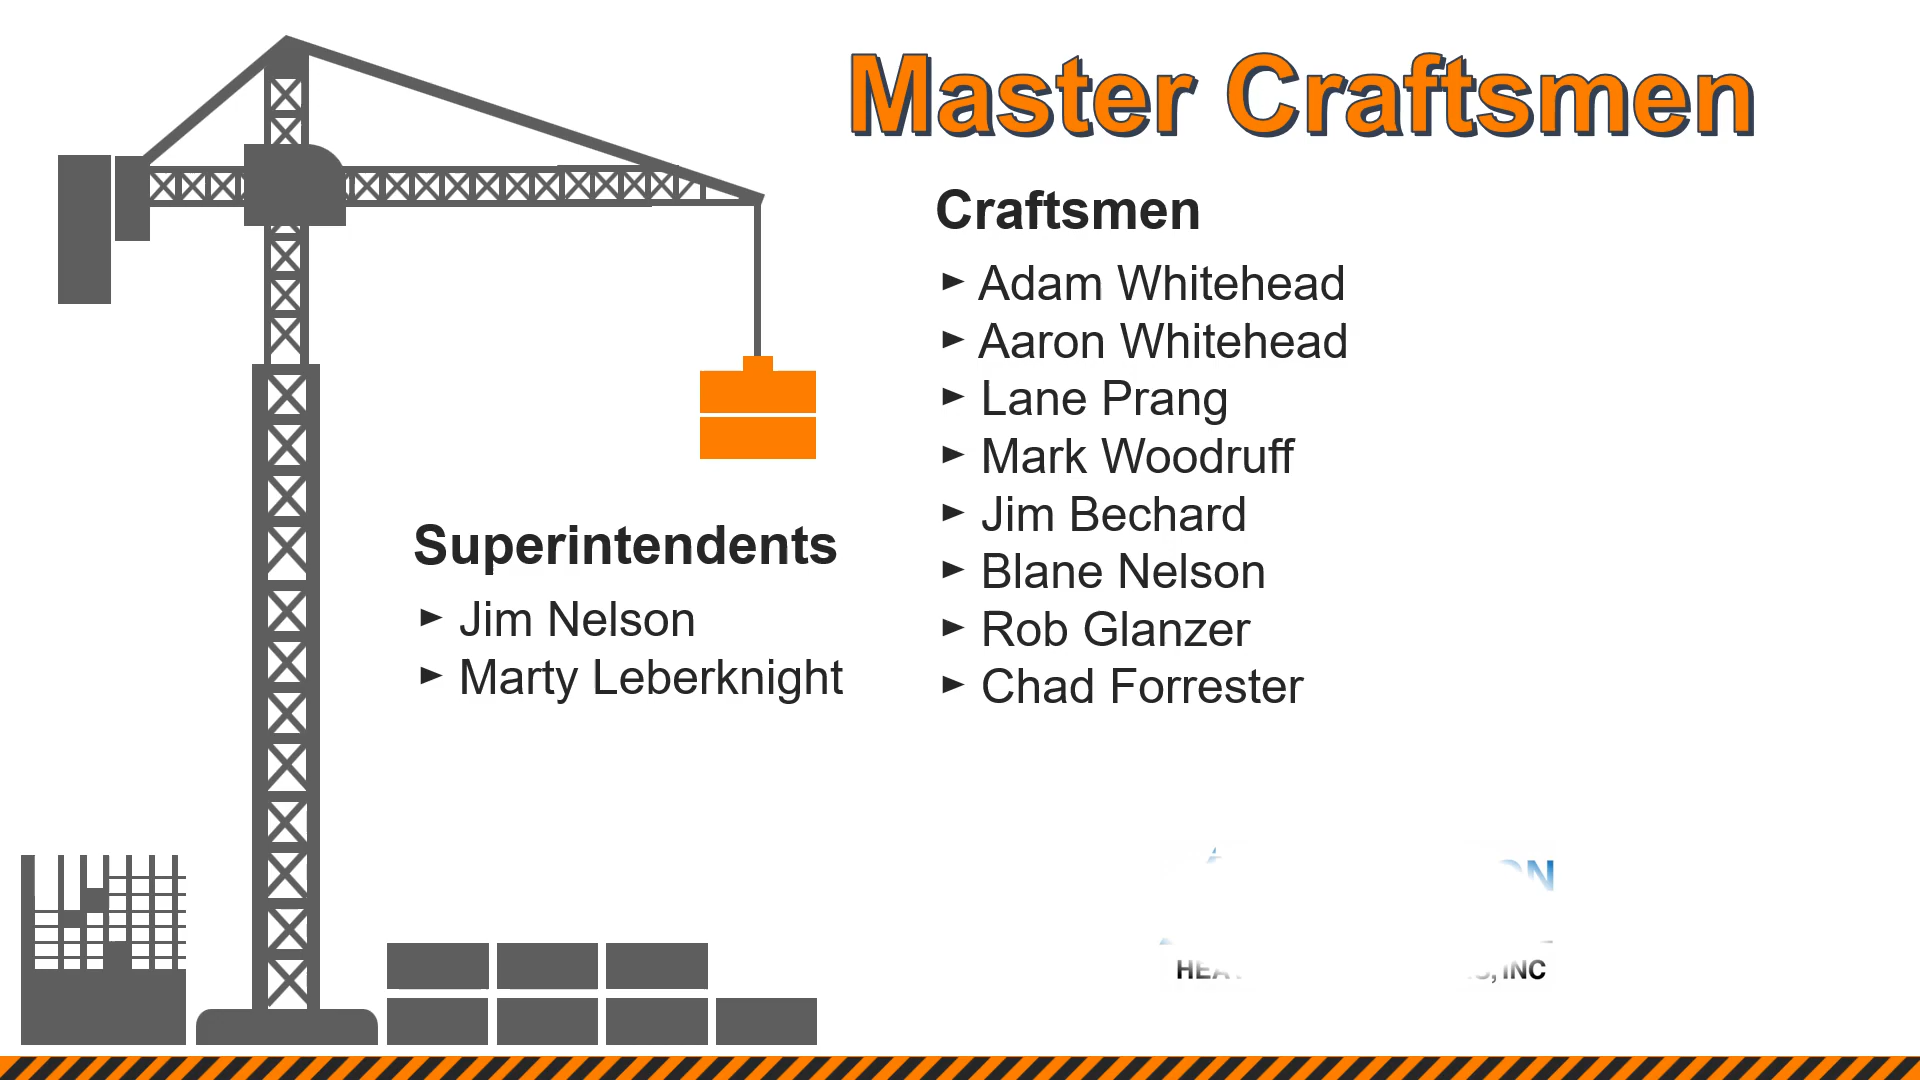 Master Craftsmen
Craftsmen
► Adam Whitehead
► Aaron Whitehead
► Lane Prang
► Mark Woodruff
► Jim Bechard
► Blane Nelson
► Rob Glanzer
► Chad Forrester
Superintendents
► Jim Nelson
► Marty Leberknight
INC